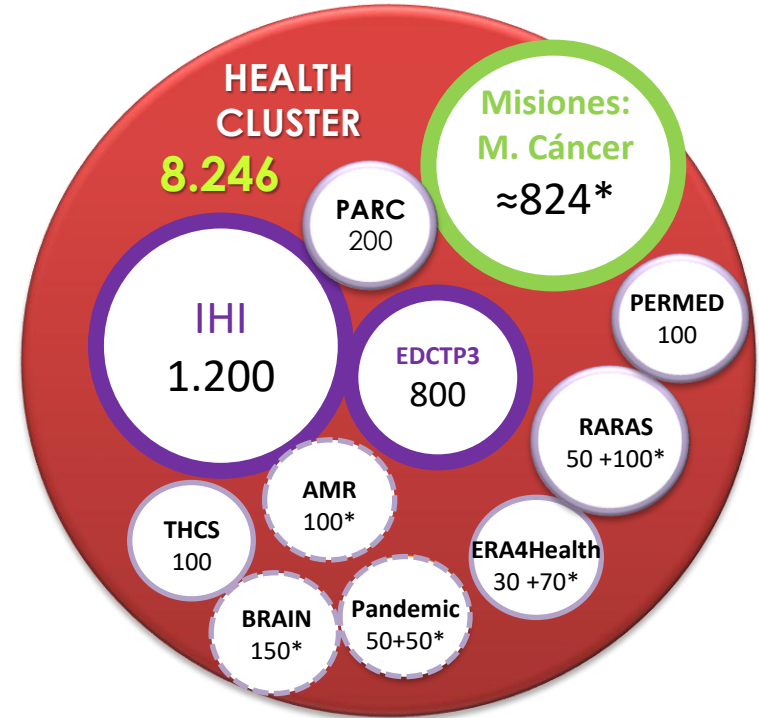 HEALTH
CLUSTER
8.246
Misiones:
M. Cáncer
≈824*
PARC
200
PERMED
100
IHI
1.200
EDCTP3
800
RARAS
50 +100*
AMR
100*
THCS
100
ERA4Health
30 +70*
BRAIN
150*
Pandemic
50+50*